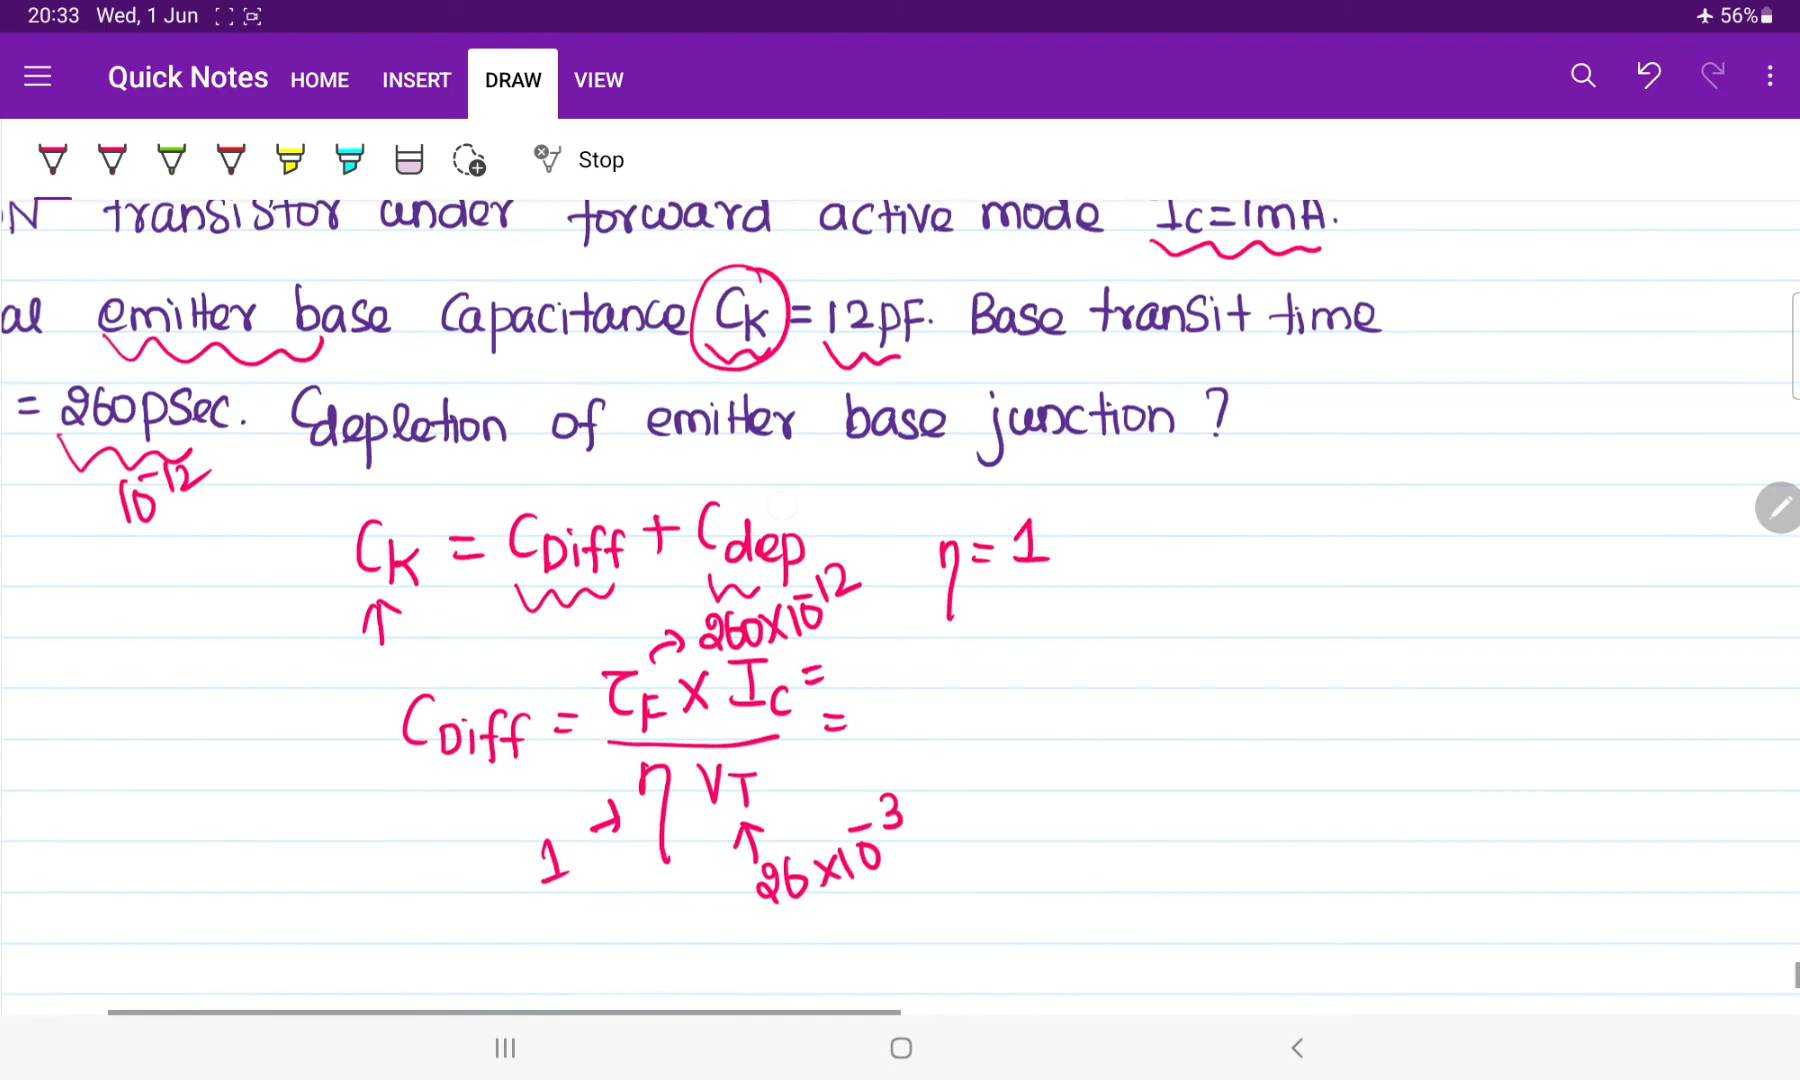 20:33 Wed, 1 Jun 56%
Quick Notes HOME INSERT DRAW VIEW
Stop
N transistor under forward active mode Ic=1mA.
al emitter base Capacitance CK = 12pF. Base transit time
= 260psec. Cdepletion of emitter base junction ?
10^-12
CK = CDiff + Cdep η = 1
260×10^-12
CDiff = τF × IC =
=
η VT
1
26×10^-3